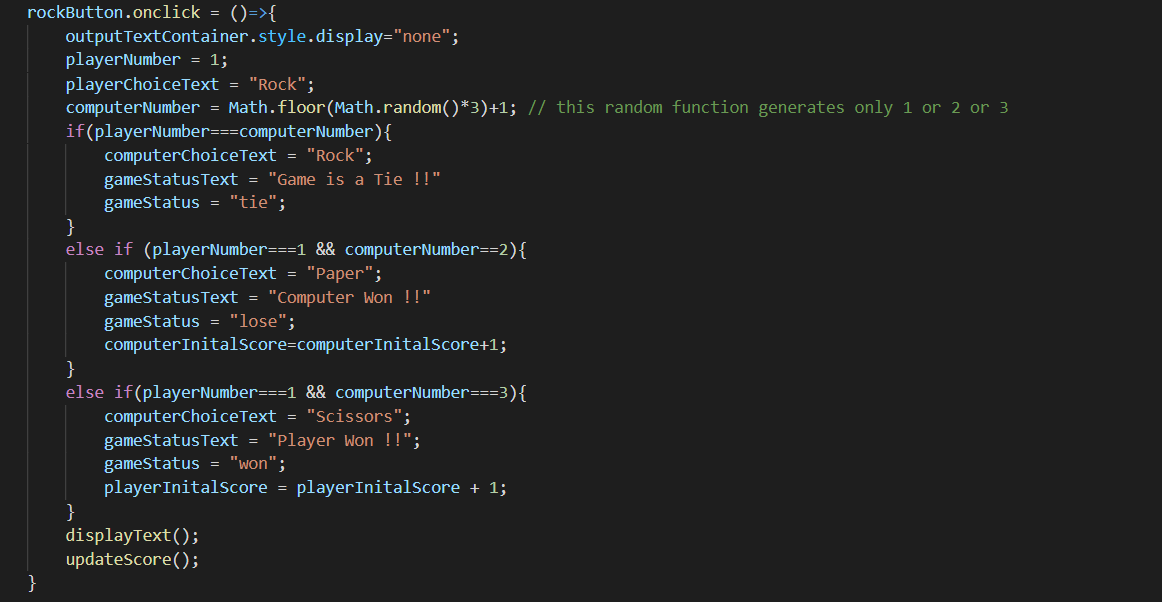 rockButton.onclick = ()=>{
    outputTextContainer.style.display="none";
    playerNumber = 1;
    playerChoiceText = "Rock";
    computerNumber = Math.floor(Math.random()*3)+1; // this random function generates only 1 or 2 or 3
    if(playerNumber===computerNumber){
        computerChoiceText = "Rock";
        gameStatusText = "Game is a Tie !!"
        gameStatus = "tie";
    }
    else if (playerNumber===1 && computerNumber==2){
        computerChoiceText = "Paper";
        gameStatusText = "Computer Won !!"
        gameStatus = "lose";
        computerInitalScore=computerInitalScore+1;
    }
    else if(playerNumber===1 && computerNumber===3){
        computerChoiceText = "Scissors";
        gameStatusText = "Player Won !!";
        gameStatus = "won";
        playerInitalScore = playerInitalScore + 1;
    }
    displayText();
    updateScore();
}